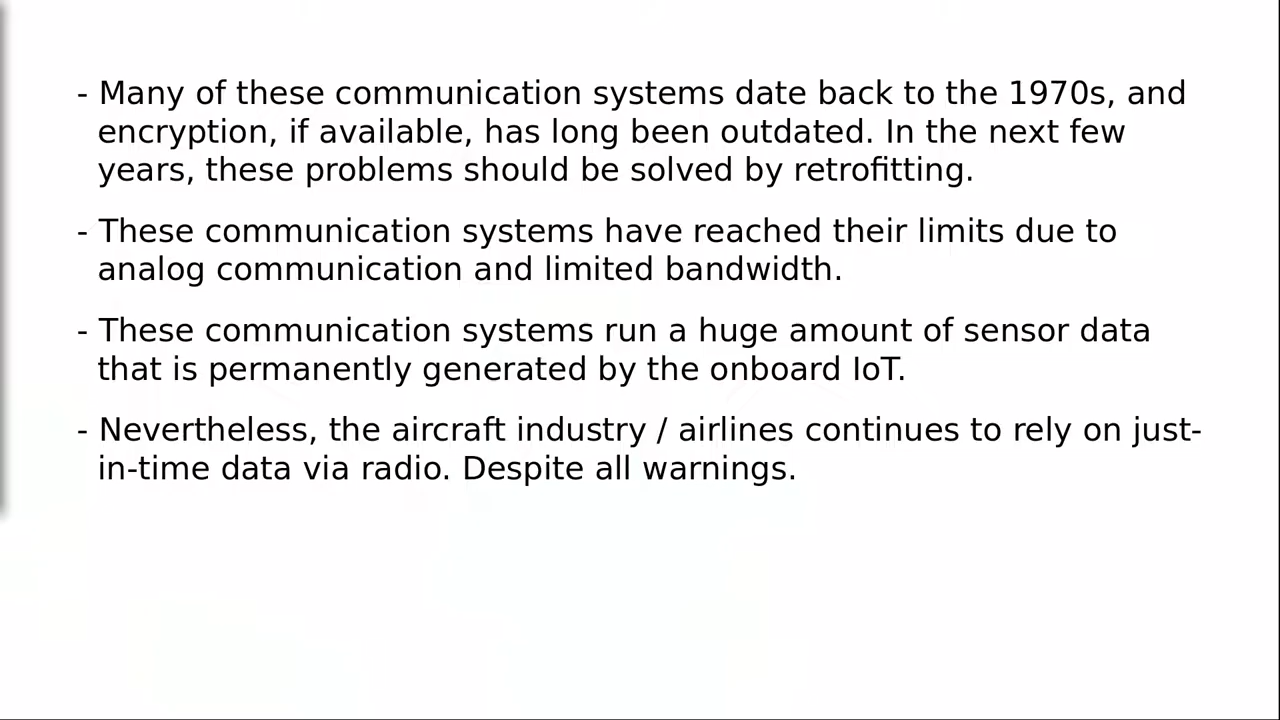 - Many of these communication systems date back to the 1970s, and
encryption, if available, has long been outdated. In the next few
years, these problems should be solved by retrofitting.
- These communication systems have reached their limits due to
analog communication and limited bandwidth.
- These communication systems run a huge amount of sensor data
that is permanently generated by the onboard IoT.
- Nevertheless, the aircraft industry / airlines continues to rely on just-
in-time data via radio. Despite all warnings.